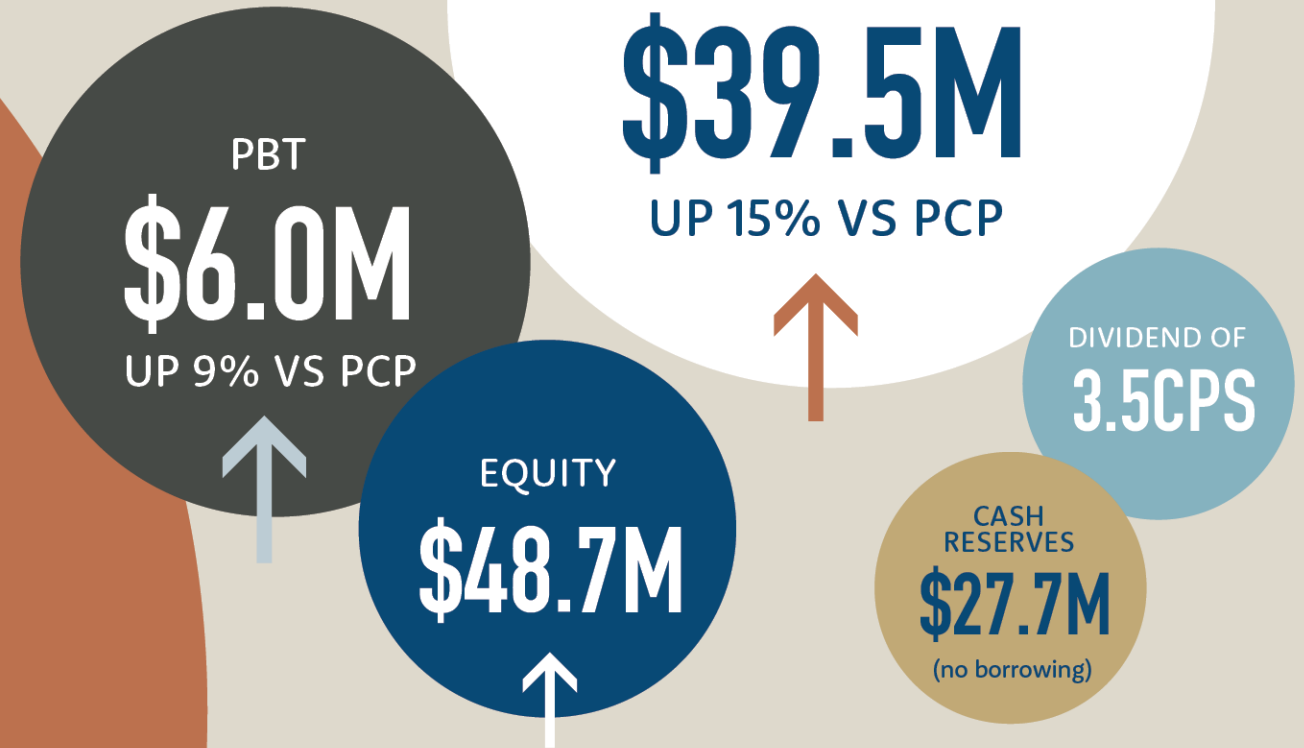 PBT
$6.0M
UP 9% VS PCP
$39.5M
UP 15% VS PCP
EQUITY
$48.7M
DIVIDEND OF
3.5CPS
CASH
RESERVES
$27.7M
(no borrowing)